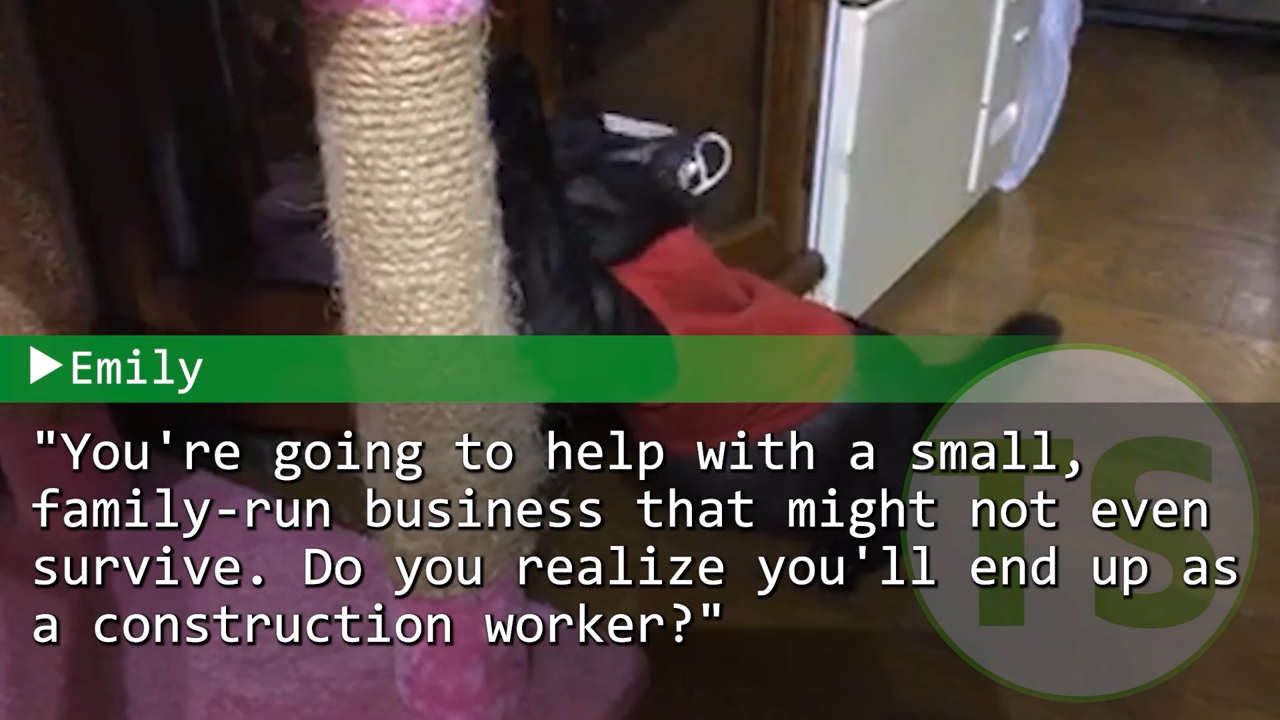 ▶Emily
"You're going to help with a small,
family-run business that might not even
survive. Do you realize you'll end up as
a construction worker?"
TS